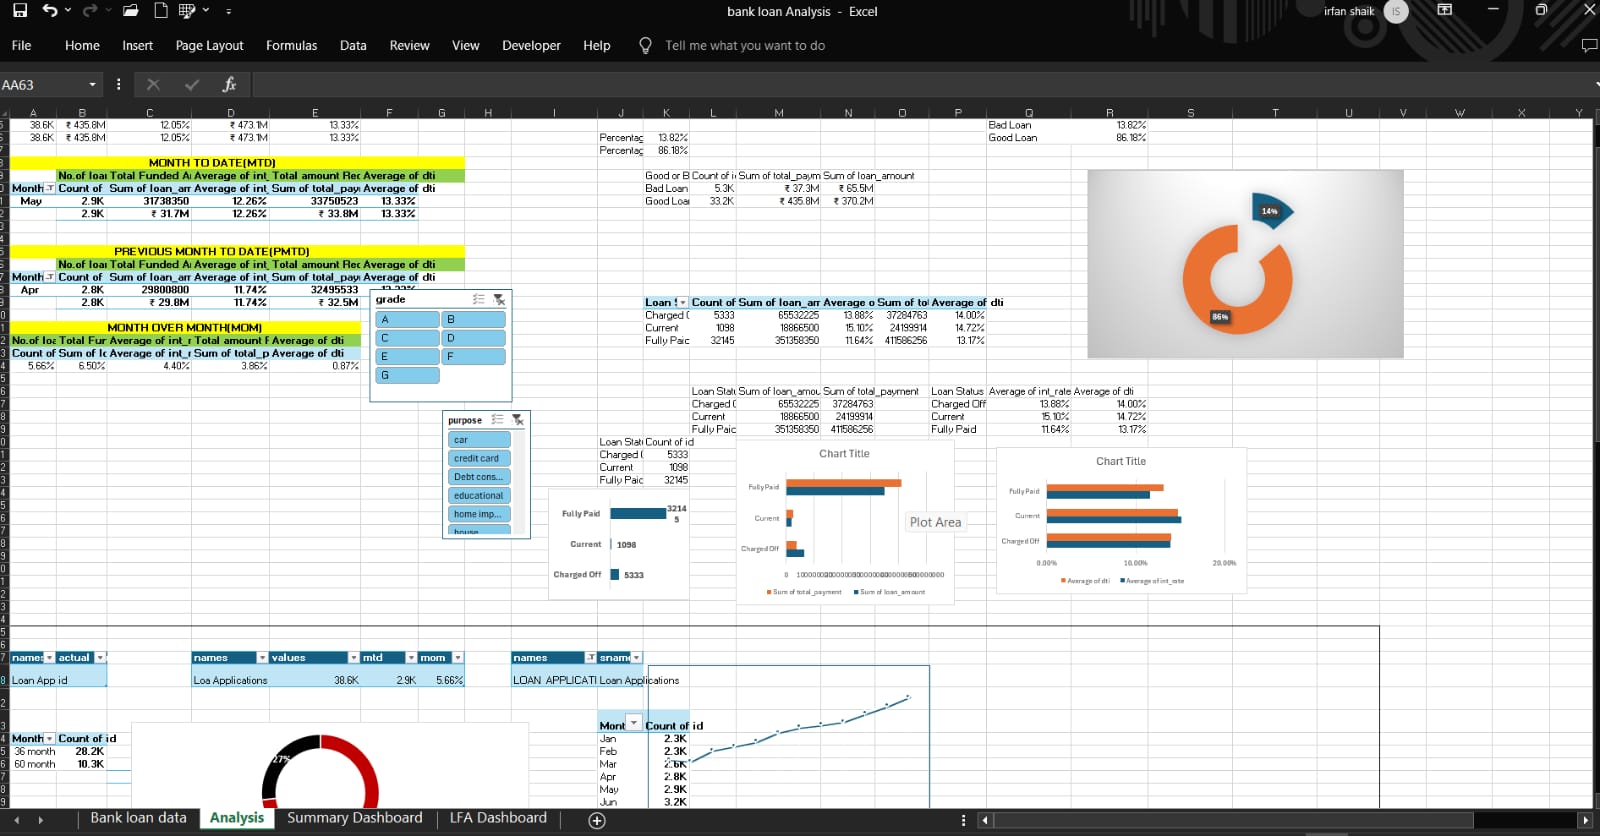 bank loan Analysis - Excel
irfan shaik
IS
File Home Insert Page Layout Formulas Data Review View Developer Help Tell me what you want to do
AA63
fx
A B C D E F G H I J K L M N O P Q R S T U V W X Y
38.6K ₹ 435.8M 12.05% ₹ 473.1M 13.33% Bad Loan 13.82%
38.6K ₹ 435.8M 12.05% ₹ 473.1M 13.33% Percentag 13.82% Good Loan 86.18%
Percentag 86.18%
MONTH TO DATE(MTD)
No.of loai Total Funded Ai Average of int_ Total amount Rec Average of dti Good or B Count of i Sum of total_paym Sum of loan_amount
Month Count of Sum of loan_arr Average of int_ Sum of total_payi Average of dti Bad Loan 5.3K ₹ 37.3M ₹ 65.5M
May 2.9K 31738350 12.26% 33750523 13.33% Good Loai 33.2K ₹ 435.8M ₹ 370.2M
2.9K ₹ 31.7M 12.26% ₹ 33.8M 13.33%
14%
86%
PREVIOUS MONTH TO DATE(PMTD)
No.of loai Total Funded Ai Average of int_ Total amount Rec Average of dti
Month Count of Sum of loan_arr Average of int_ Sum of total_payi Average of dti
Apr 2.8K 29800800 11.74% 32495533
2.8K ₹ 29.8M 11.74% ₹ 32.5M
grade
A B
C D
E F
G
Loan Count of Sum of loan_arr Average o Sum of to Average of dti
Charged 5333 65532225 13.88% 37284763 14.00%
Current 1098 18866500 15.10% 24199914 14.72%
Fully Paic 32145 351358350 11.64% 411586256 13.17%
MONTH OVER MONTH(MOM)
No.of loa Total Fur Average of int_r Total amount F Average of dti
Count of Sum of lc Average of int_r Sum of total_p Average of dti
5.66% 6.50% 4.40% 3.86% 0.87%
purpose
car
credit card
Debt cons...
educational
home imp...
house
Loan Stat Sum of loan_amou Sum of total_payment Loan Status Average of int_rate Average of dti
Charged 65532225 37284763 Charged Off 13.88% 14.00%
Current 18866500 24199914 Current 15.10% 14.72%
Fully Paic 351358350 411586256 Fully Paid 11.64% 13.17%
Loan Stat Count of id
Charged 5333
Current 1098
Fully Paic 32145
Fully Paid 32145
Current 1098
Charged Off 5333
Chart Title
Fully Paid
Current
Charged Off
Sum of total_payment Sum of loan_amount
Plot Area
Chart Title
Fully Paid
Current
Charged Off
0.00% 10.00% 20.00%
Average of dti Average of int_rate
names actual names values mtd mom names snam
Loan App id Loa Applications 38.6K 2.9K 5.66% LOAN APPLICATI Loan Applications
Month Count of id
36 month 28.2K
60 month 10.3K
27%
Mont Count of id
Jan 2.3K
Feb 2.3K
Mar 2.6K
Apr 2.8K
May 2.9K
Jun 3.2K
Bank loan data Analysis Summary Dashboard LFA Dashboard